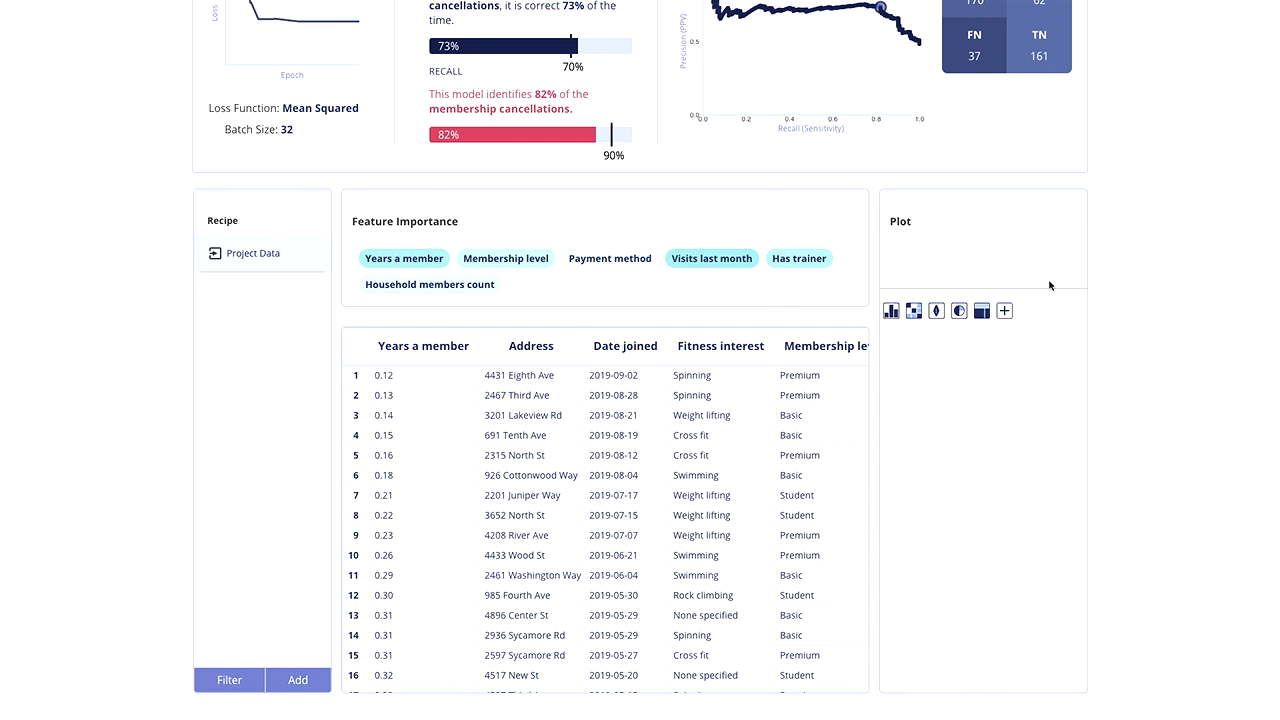 Loss
Epoch
Loss Function: Mean Squared
Batch Size: 32
cancellations, it is correct 73% of the
time.
73%
70%
RECALL
This model identifies 82% of the
membership cancellations.
82%
90%
Precision (PPV)
0.5
0.0
0.0
0.2
0.4
0.6
0.8
1.0
Recall (Sensitivity)
170
62
FN
TN
37
161
Recipe
Project Data
Filter
Add
Feature Importance
Years a member
Membership level
Payment method
Visits last month
Has trainer
Household members count
Years a member Address Date joined Fitness interest Membership le
1 0.12 4431 Eighth Ave 2019-09-02 Spinning Premium
2 0.13 2467 Third Ave 2019-08-28 Spinning Premium
3 0.14 3201 Lakeview Rd 2019-08-21 Weight lifting Basic
4 0.15 691 Tenth Ave 2019-08-19 Cross fit Basic
5 0.16 2315 North St 2019-08-12 Cross fit Premium
6 0.18 926 Cottonwood Way 2019-08-04 Swimming Basic
7 0.21 2201 Juniper Way 2019-07-17 Weight lifting Student
8 0.22 3652 North St 2019-07-15 Weight lifting Student
9 0.23 4208 River Ave 2019-07-07 Weight lifting Premium
10 0.26 4433 Wood St 2019-06-21 Swimming Premium
11 0.29 2461 Washington Way 2019-06-04 Swimming Basic
12 0.30 985 Fourth Ave 2019-05-30 Rock climbing Student
13 0.31 4896 Center St 2019-05-29 None specified Basic
14 0.31 2936 Sycamore Rd 2019-05-29 Spinning Basic
15 0.31 2597 Sycamore Rd 2019-05-27 Cross fit Premium
16 0.32 4517 New St 2019-05-20 None specified Student
Plot